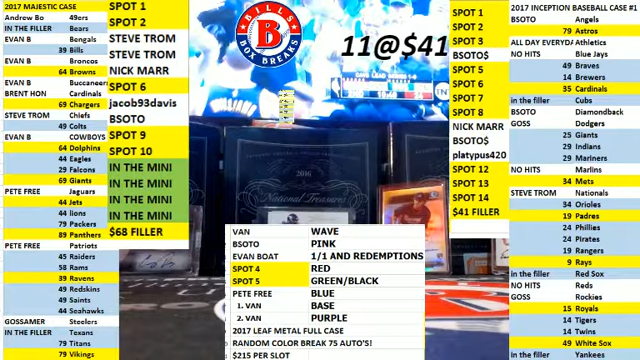 2017 MAJESTIC CASE
Andrew Bo 49ers
IN THE FILLER Bears
EVAN B Bengals
39 Bills
EVAN B Broncos
64 Browns
EVAN B Buccaneers
BRENT HON Cardinals
69 Chargers
STEVE TROM Chiefs
49 Colts
EVAN B COWBOYS
64 Dolphins
44 Eagles
29 Falcons
69 Giants
PETE FREE Jaguars
44 Jets
44 lions
79 Packers
89 Panthers
PETE FREE Patriots
45 Raiders
58 Rams
39 Ravens
49 Redskins
49 Saints
44 Seahawks
GOSSAMER Steelers
IN THE FILLER Texans
79 Titans
79 Vikings
SPOT 1
SPOT 2
STEVE TROM
STEVE TROM
NICK MARR
SPOT 6
jacob93davis
BSOTO
SPOT 9
SPOT 10
IN THE MINI
IN THE MINI
IN THE MINI
IN THE MINI
$68 FILLER
BILLS
BOX BREAKS
11@$41
2016
National Treasures
VAN WAVE
BSOTO PINK
EVAN BOAT 1/1 AND REDEMPTIONS
SPOT 4 RED
SPOT 5 GREEN/BLACK
PETE FREE BLUE
1. VAN BASE
2. VAN PURPLE
2017 LEAF METAL FULL CASE
RANDOM COLOR BREAK 75 AUTO'S!
$215 PER SLOT
SPOT 1
SPOT 2
SPOT 3
BSOTO$
SPOT 5
SPOT 6
SPOT 7
SPOT 8
NICK MARR
BSOTO$
platypus420
SPOT 12
SPOT 13
SPOT 14
$41 FILLER
2017 INCEPTION BASEBALL CASE #1
BSOTO Angels
79 Astros
ALL DAY EVERYDA Athletics
NO HITS Blue Jays
49 Braves
14 Brewers
35 Cardinals
in the filler Cubs
BSOTO Diamondback
GOSS Dodgers
25 Giants
29 Indians
29 Mariners
NO HITS Marlins
34 Mets
STEVE TROM Nationals
34 Orioles
19 Padres
24 Phillies
24 Pirates
19 Rangers
9 Rays
in the filler Red Sox
NO HITS Reds
GOSS Rockies
15 Royals
14 Tigers
14 Twins
49 White Sox
in the filler Yankees